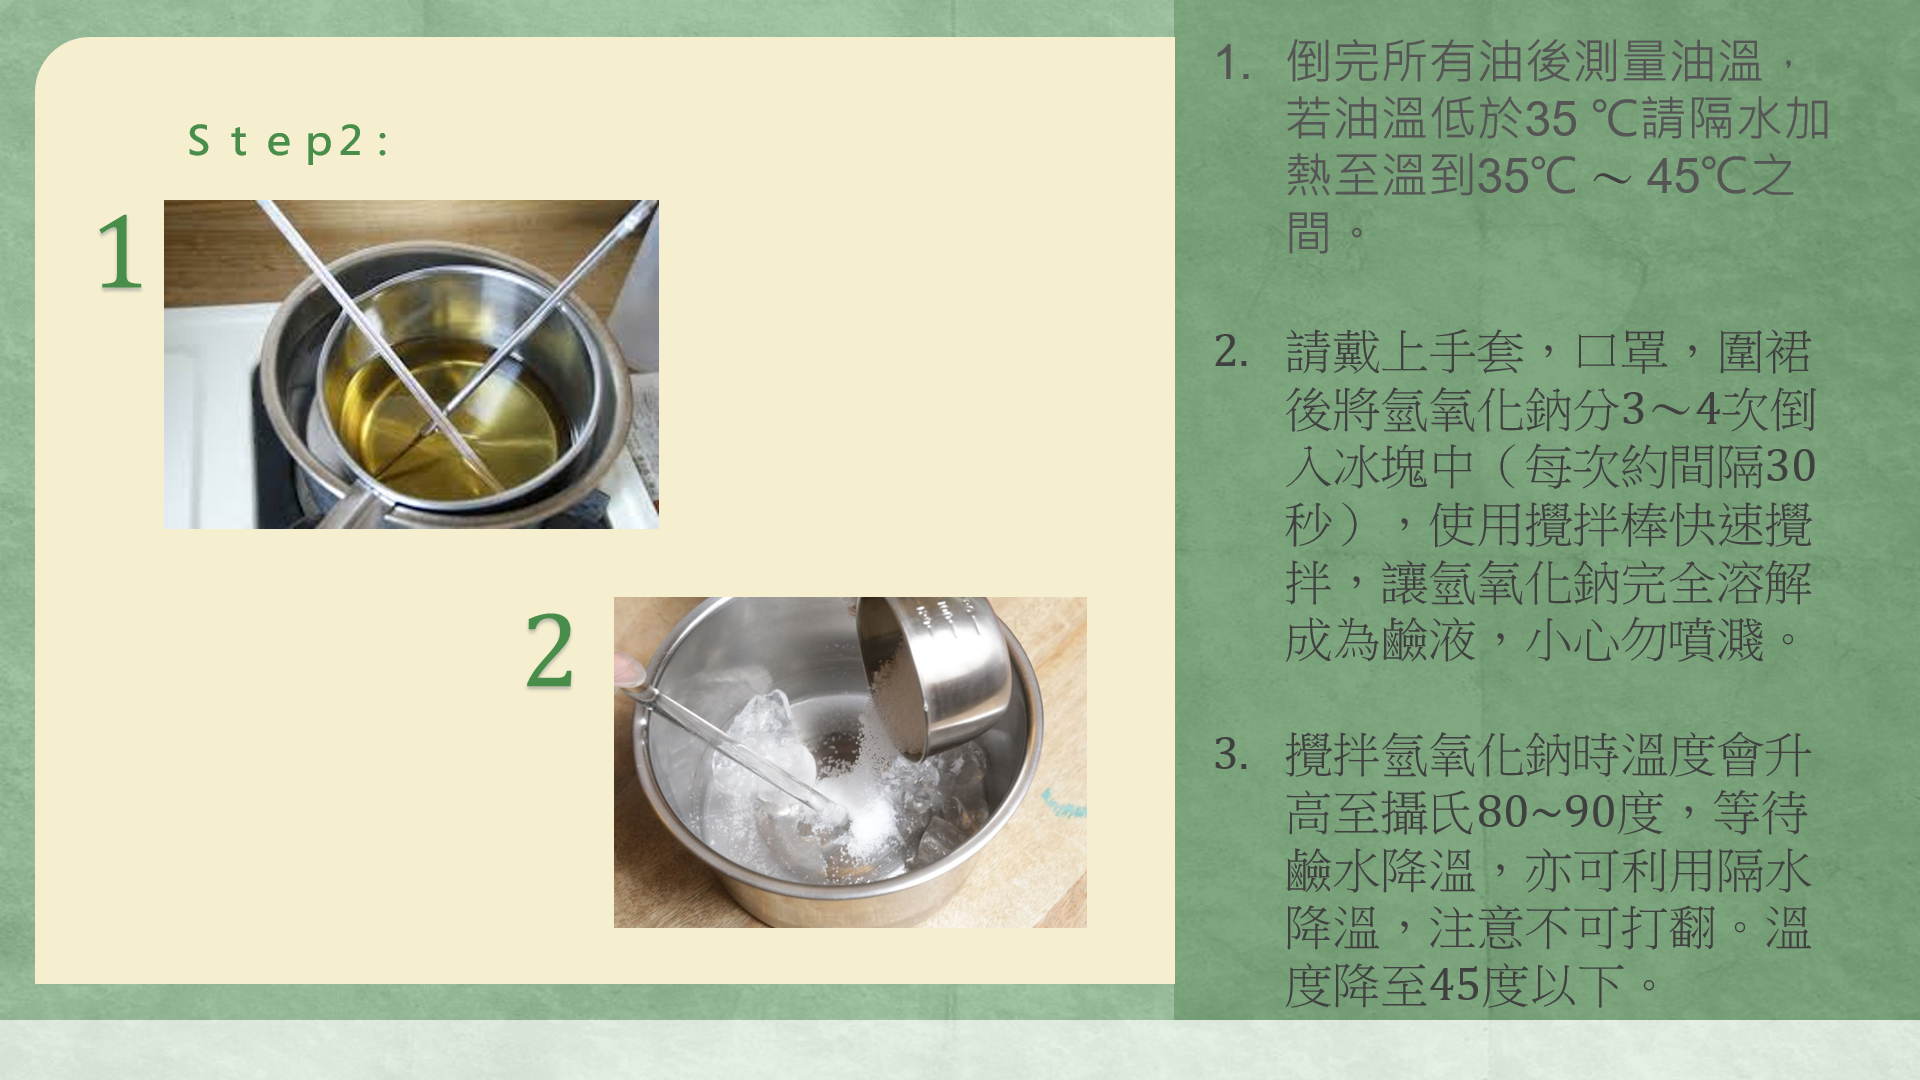 Step2:
1
2
1. 倒完所有油後測量油溫，
若油溫低於35 ℃請隔水加
熱至溫到35℃ ～ 45℃之
間。
2. 請戴上手套，口罩，圍裙
後將氫氧化鈉分3～4次倒
入冰塊中（每次約間隔30
秒），使用攪拌棒快速攪
拌，讓氫氧化鈉完全溶解
成為鹼液，小心勿噴濺。
3. 攪拌氫氧化鈉時溫度會升
高至攝氏80~90度，等待
鹼水降溫，亦可利用隔水
降溫，注意不可打翻。溫
度降至45度以下。